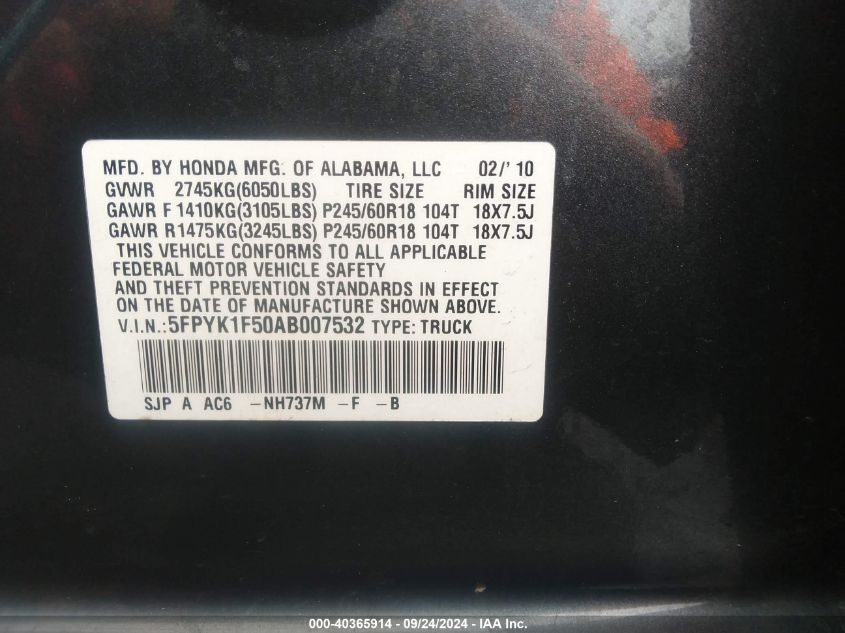 MFD. BY HONDA MFG. OF ALABAMA, LLC 02/' 10
GVWR 2745KG(6050LBS) TIRE SIZE RIM SIZE
GAWR F 1410KG(3105LBS) P245/60R18 104T 18X7.5J
GAWR R1475KG(3245LBS) P245/60R18 104T 18X7.5J
THIS VEHICLE CONFORMS TO ALL APPLICABLE
FEDERAL MOTOR VEHICLE SAFETY
AND THEFT PREVENTION STANDARDS IN EFFECT
ON THE DATE OF MANUFACTURE SHOWN ABOVE.
V.I.N.:5FPYK1F50AB007532 TYPE: TRUCK
SJP A AC6 -NH737M -F -B
000-40365914 - 09/24/2024 - IAA Inc.